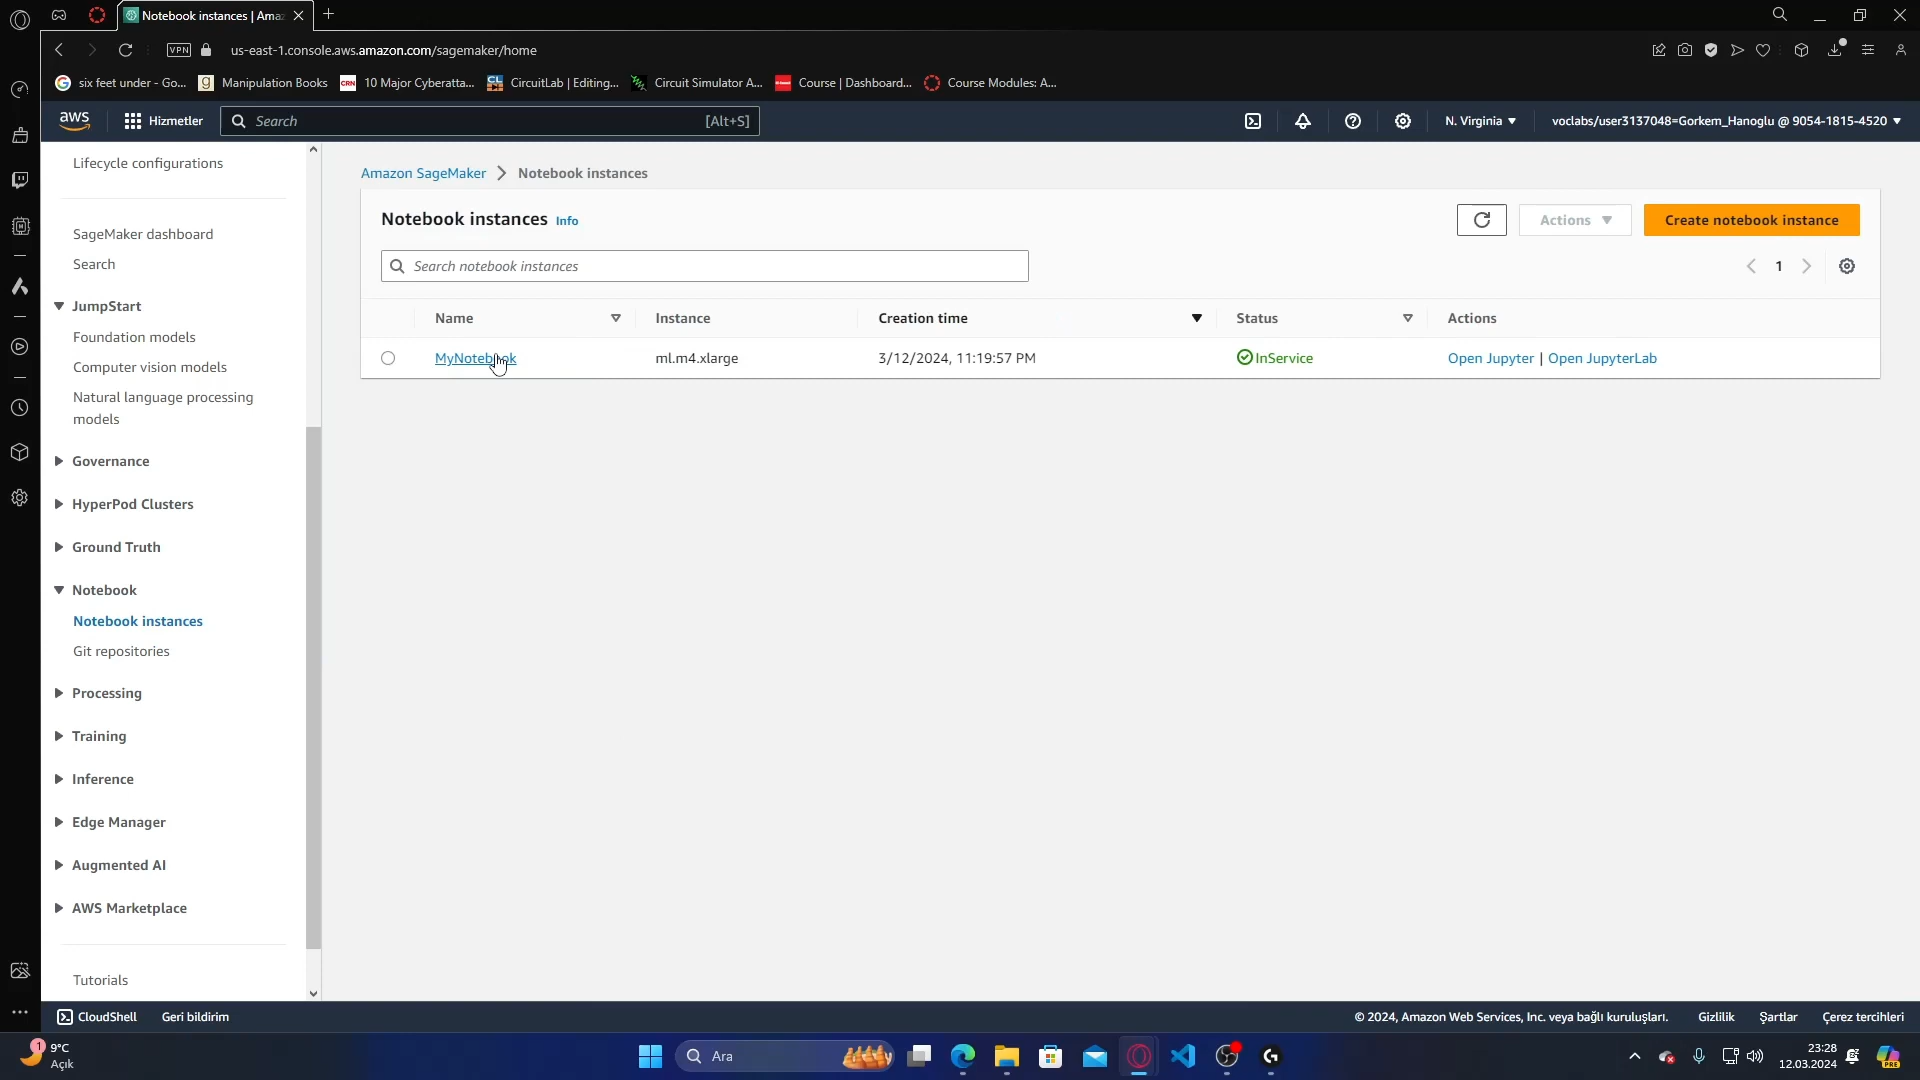 Notebook instances | Ama
us-east-1.console.aws.amazon.com/sagemaker/home
VPN
six feet under - Go...
Manipulation Books
10 Major Cyberatta...
CircuitLab | Editing...
Circuit Simulator A...
Course | Dashboard...
Course Modules: A...
aws
Hizmetler
Search
[Alt+S]
N. Virginia
voclabs/user3137048=Gorkem_Hanoglu @ 9054-1815-4520
Lifecycle configurations
SageMaker dashboard
Search
JumpStart
Foundation models
Computer vision models
Natural language processing
models
Governance
HyperPod Clusters
Ground Truth
Notebook
Notebook instances
Git repositories
Processing
Training
Inference
Edge Manager
Augmented AI
AWS Marketplace
Tutorials
Amazon SageMaker
Notebook instances
Notebook instances Info
Actions
Create notebook instance
Search notebook instances
1
Name
Instance
Creation time
Status
Actions
MyNotebook
ml.m4.xlarge
3/12/2024, 11:19:57 PM
InService
Open Jupyter | Open JupyterLab
CloudShell
Geri bildirim
© 2024, Amazon Web Services, Inc. veya bağlı kuruluşları.
Gizlilik
Şartlar
Çerez tercihleri
1
9°C
Açık
Ara
23:28
12.03.2024
PRE